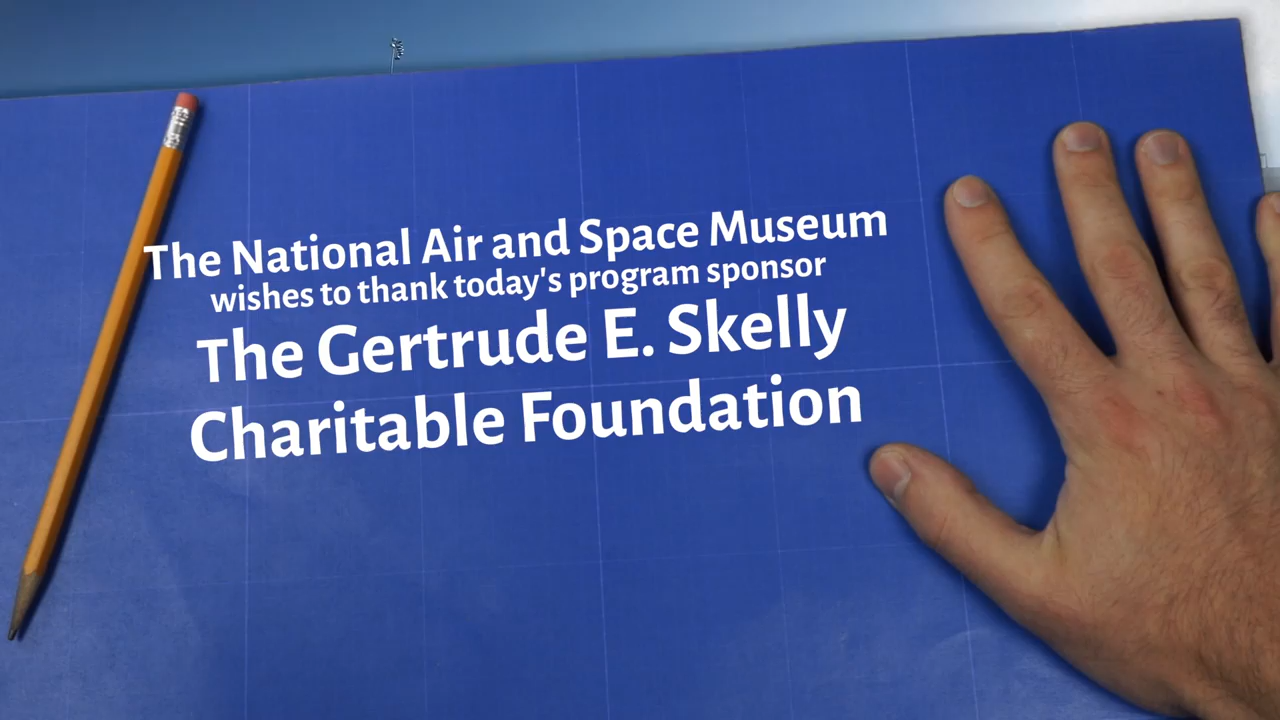 The National Air and Space Museum
wishes to thank today's program sponsor
The Gertrude E. Skelly
Charitable Foundation